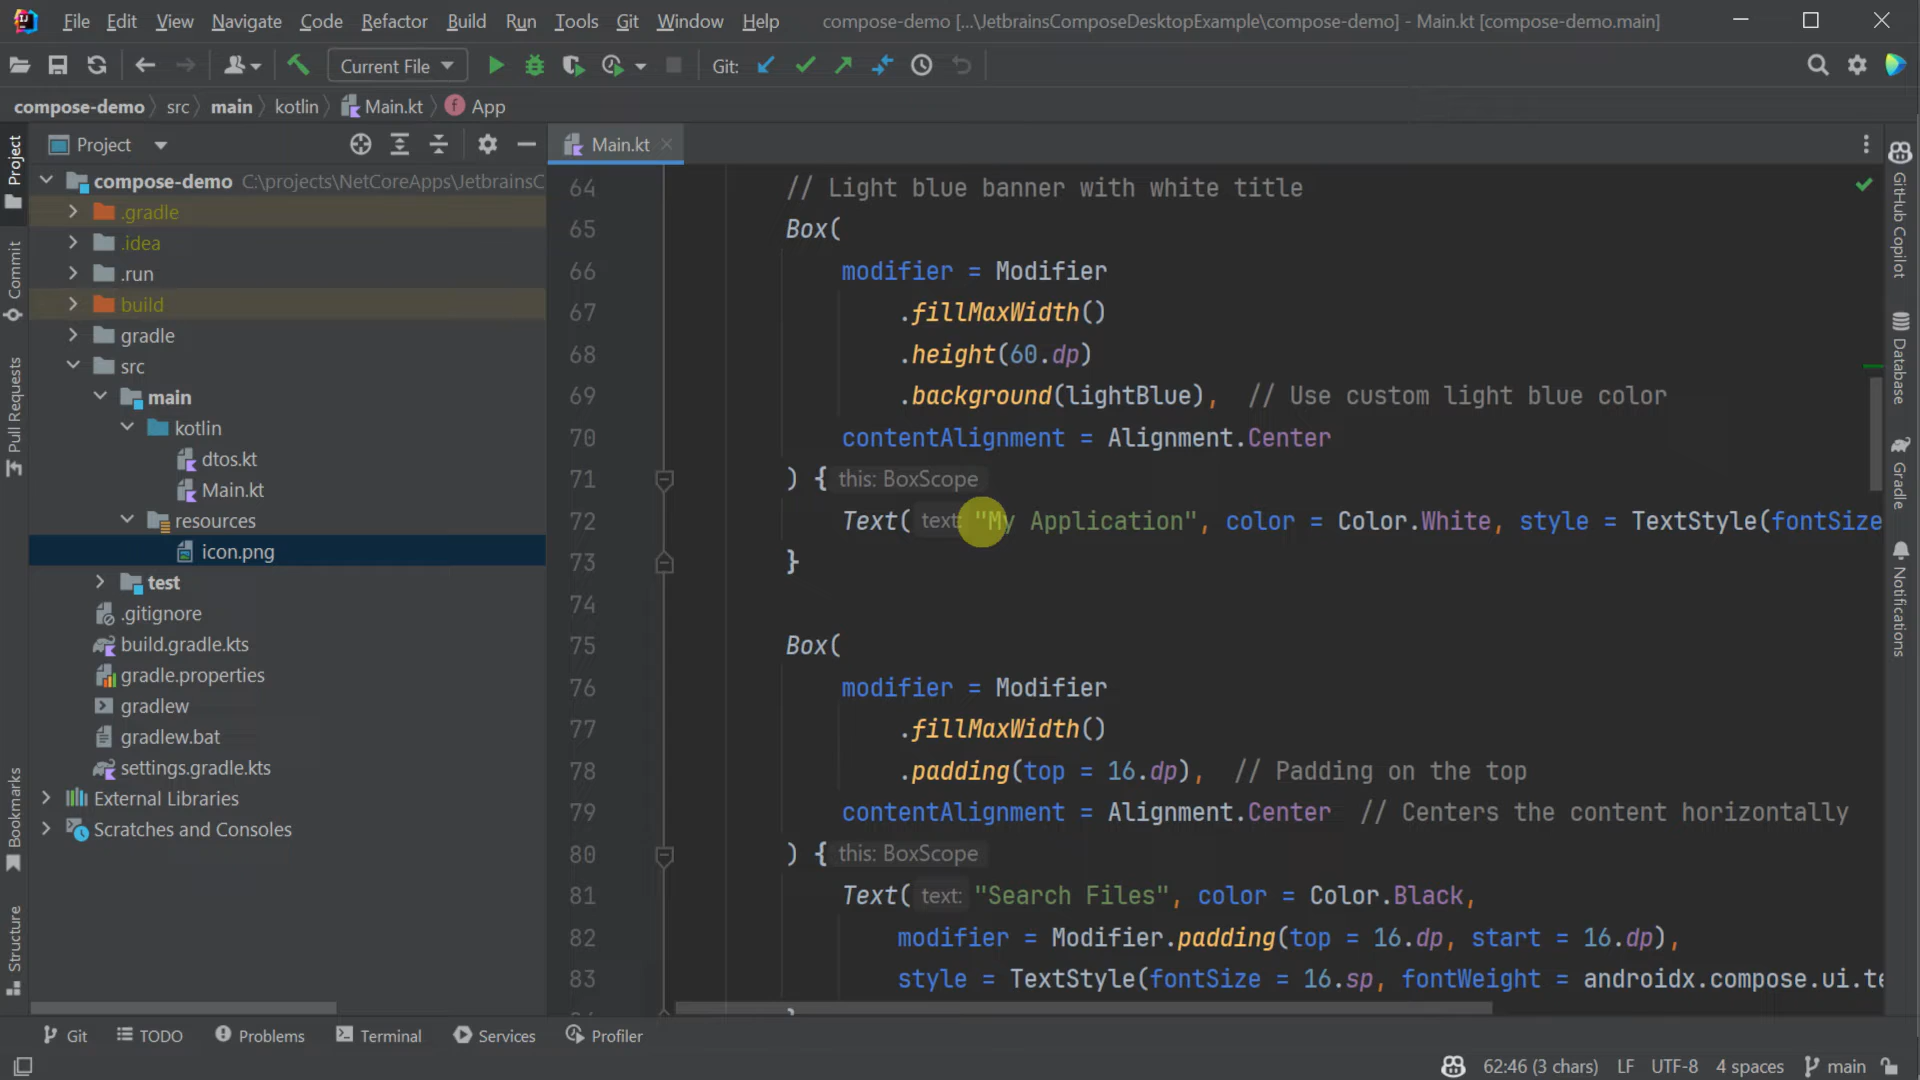 File Edit View Navigate Code Refactor Build Run Tools Git Window Help compose-demo [...\JetbrainsComposeDesktopExample\compose-demo] - Main.kt [compose-demo.main]
Current File Git:
compose-demo src main kotlin Main.kt App
Project
Main.kt
compose-demo C:\projects\NetCoreApps\JetbrainsC
.gradle
.idea
.run
build
gradle
src
main
kotlin
dtos.kt
Main.kt
resources
icon.png
test
.gitignore
build.gradle.kts
gradle.properties
gradlew
gradlew.bat
settings.gradle.kts
External Libraries
Scratches and Consoles
Project
Commit
Pull Requests
Bookmarks
Structure
64 // Light blue banner with white title
65 Box(
66 modifier = Modifier
67 .fillMaxWidth()
68 .height(60.dp)
69 .background(lightBlue), // Use custom light blue color
70 contentAlignment = Alignment.Center
71 ) { this: BoxScope
72 Text( text: "My Application", color = Color.White, style = TextStyle(fontSize
73 }
74
75 Box(
76 modifier = Modifier
77 .fillMaxWidth()
78 .padding(top = 16.dp), // Padding on the top
79 contentAlignment = Alignment.Center // Centers the content horizontally
80 ) { this: BoxScope
81 Text( text: "Search Files", color = Color.Black,
82 modifier = Modifier.padding(top = 16.dp, start = 16.dp),
83 style = TextStyle(fontSize = 16.sp, fontWeight = androidx.compose.ui.te
GitHub Copilot
Database
Gradle
Notifications
Git TODO Problems Terminal Services Profiler
62:46 (3 chars) LF UTF-8 4 spaces main